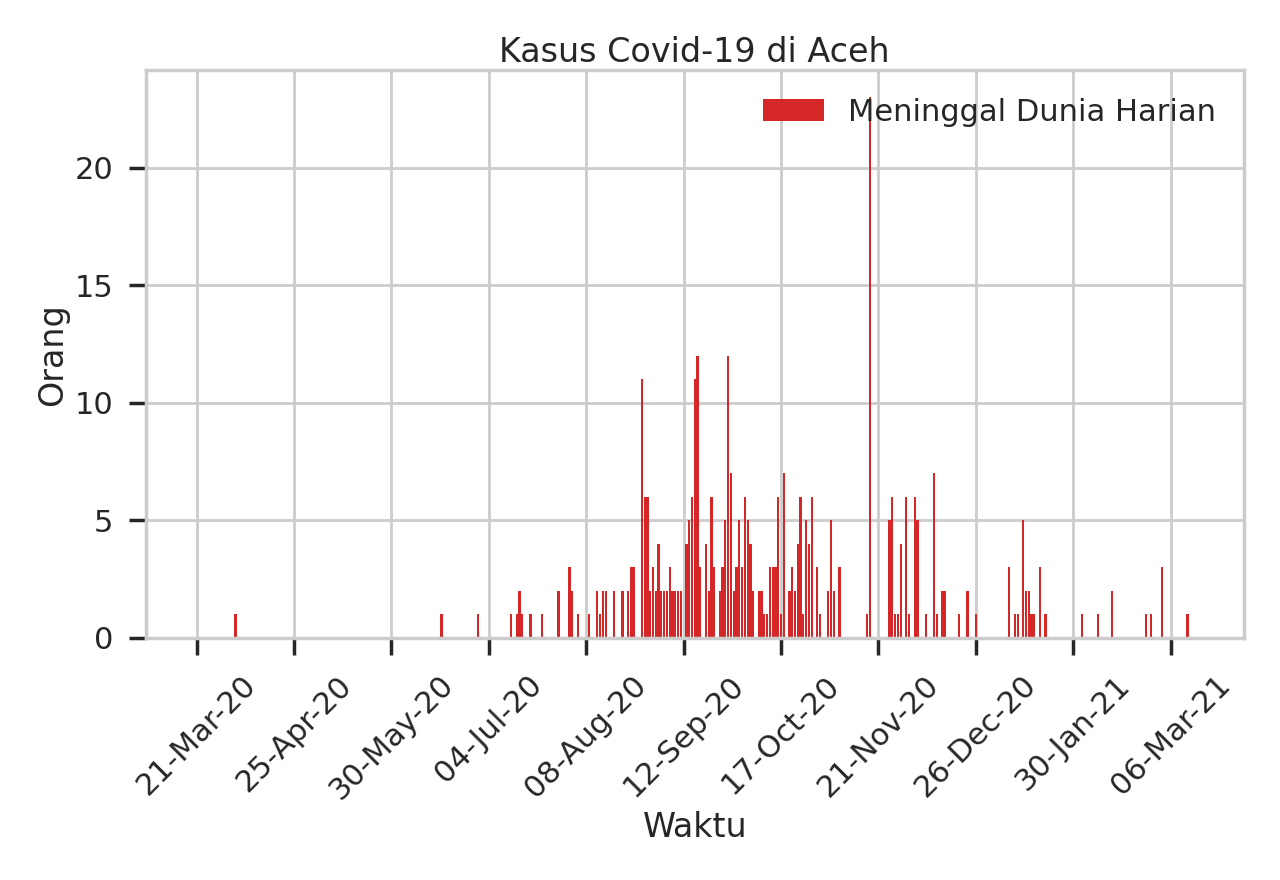 Kasus Covid-19 di Aceh
Meninggal Dunia Harian
Orang
20
15
10
5
0
21-Mar-20
25-Apr-20
30-May-20
04-Jul-20
08-Aug-20
12-Sep-20
17-Oct-20
21-Nov-20
26-Dec-20
30-Jan-21
06-Mar-21
Waktu